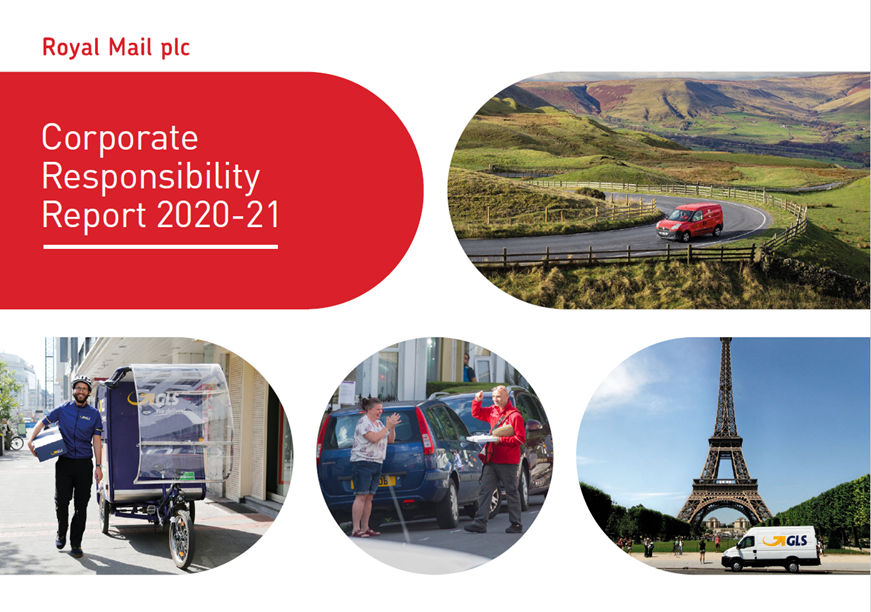 Royal Mail plc
Corporate
Responsibility
Report 2020-21
GLS
GLS